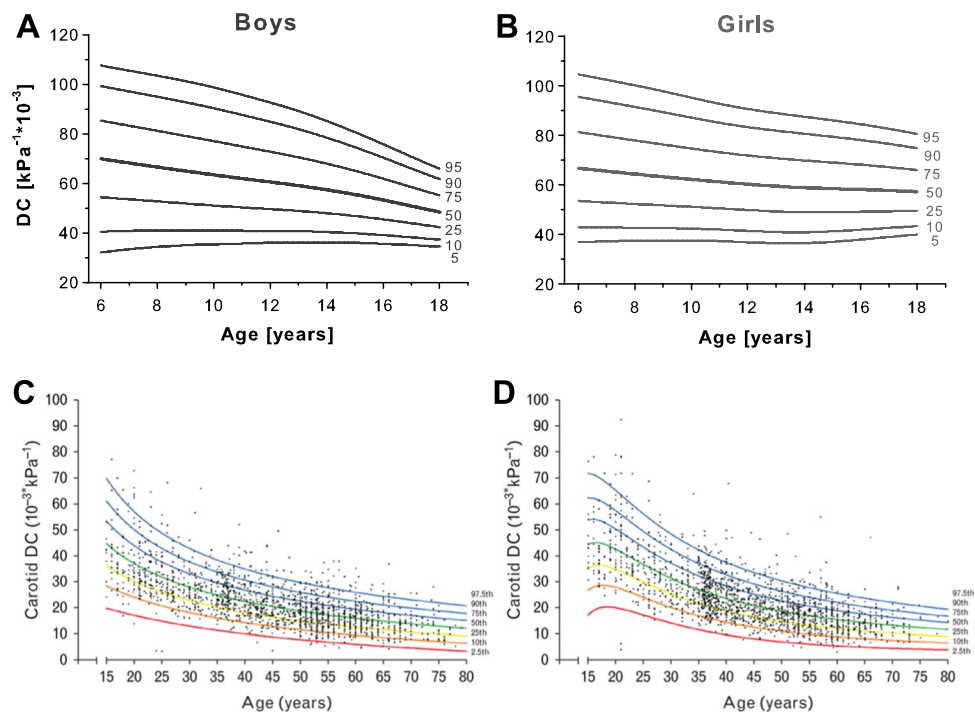 A
Boys
120
100
80
60
40
20
DC [kPa⁻¹*10⁻³]
95
90
75
50
25
10
5
6 8 10 12 14 16 18
Age [years]
B
Girls
120
100
80
60
40
20
95
90
75
50
25
10
5
6 8 10 12 14 16 18
Age [years]
C
100
90
80
70
60
50
40
30
20
10
0
Carotid DC (10⁻³*kPa⁻¹)
97.5th
90th
75th
50th
25th
10th
2.5th
15 20 25 30 35 40 45 50 55 60 65 70 75 80
Age (years)
D
100
90
80
70
60
50
40
30
20
10
0
Carotid DC (10⁻³*kPa⁻¹)
97.5th
90th
75th
50th
25th
10th
2.5th
15 20 25 30 35 40 45 50 55 60 65 70 75 80
Age (years)